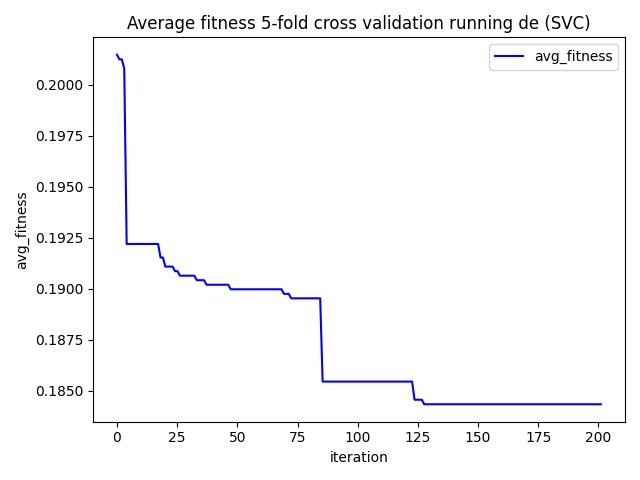 Average fitness 5-fold cross validation running de (SVC)
avg_fitness
0.2000
0.1975
0.1950
0.1925
0.1900
0.1875
0.1850
avg_fitness
0 25 50 75 100 125 150 175 200
iteration